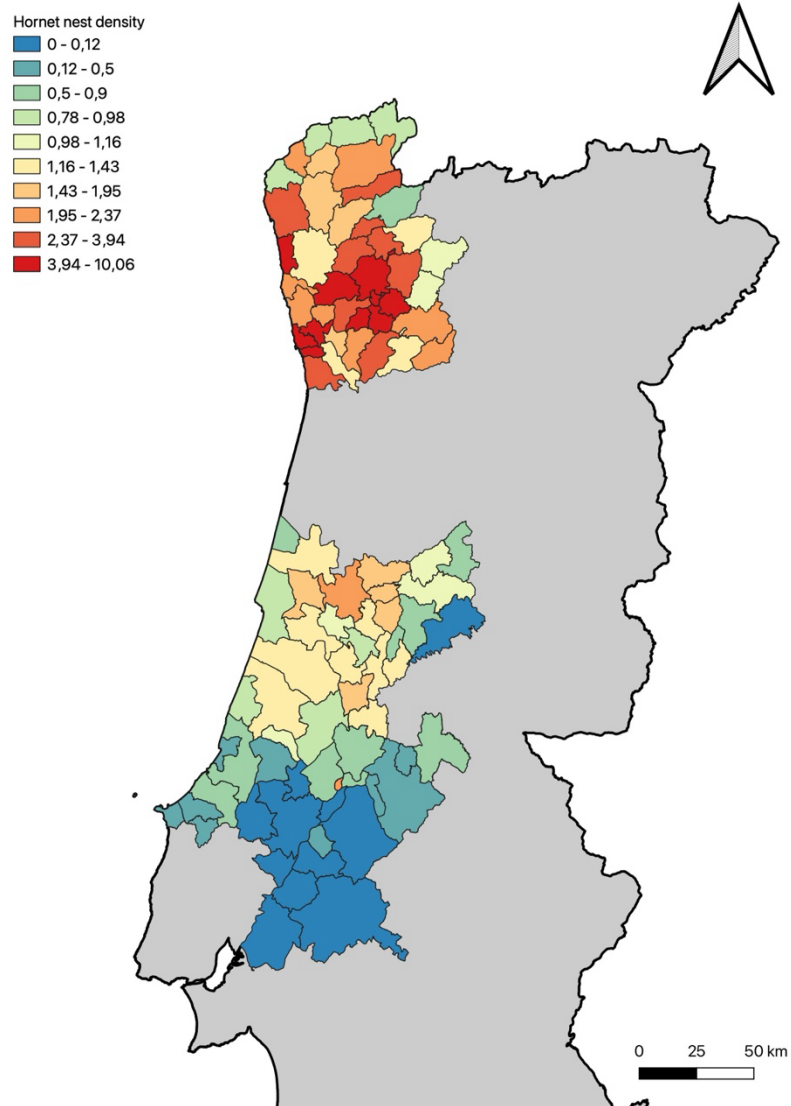 Hornet nest density
0 - 0,12
0,12 - 0,5
0,5 - 0,9
0,78 - 0,98
0,98 - 1,16
1,16 - 1,43
1,43 - 1,95
1,95 - 2,37
2,37 - 3,94
3,94 - 10,06
0 25 50 km